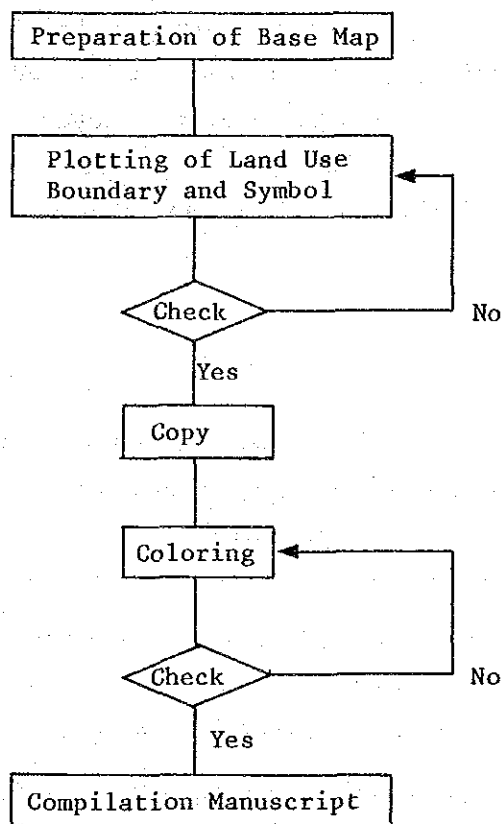 Preparation of Base Map
Plotting of Land Use
Boundary and Symbol
Check
No
Yes
Copy
Coloring
Check
No
Yes
Compilation Manuscript